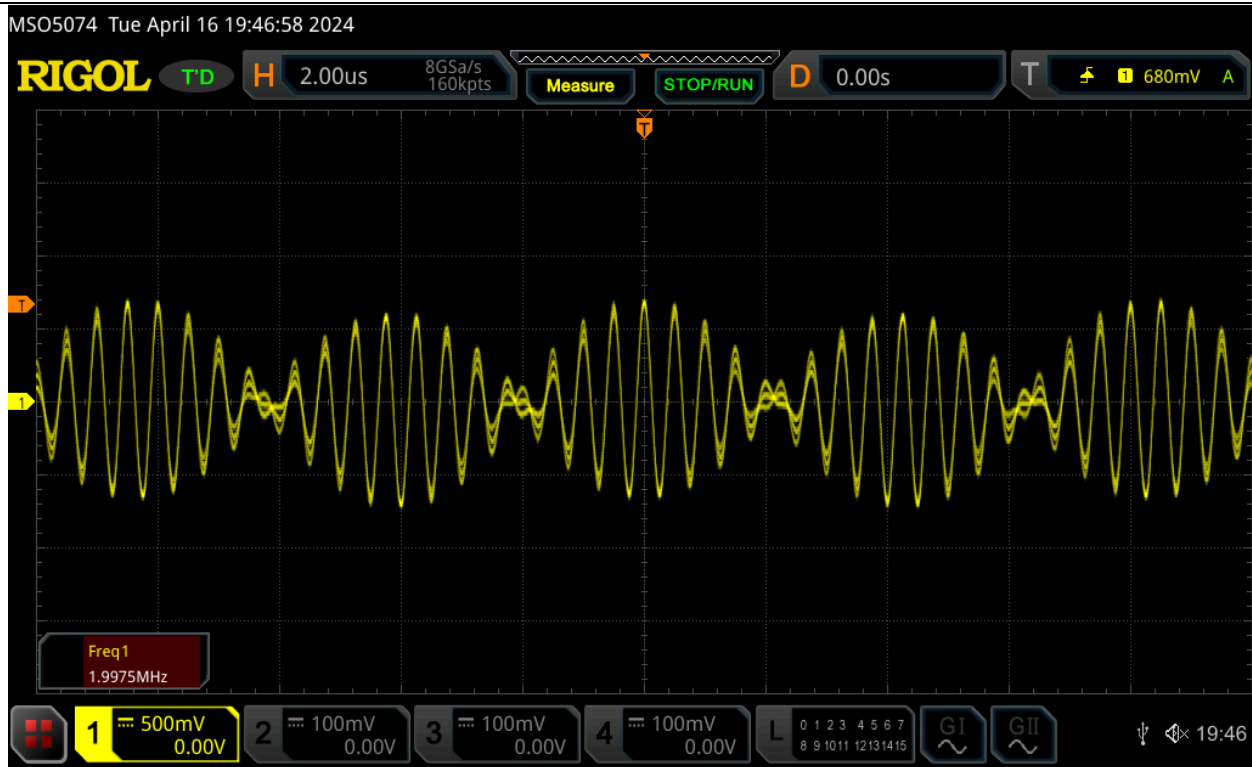 MSO5074 Tue April 16 19:46:58 2024
RIGOL T'D H 2.00us 8GSa/s 160kpts Measure STOP/RUN D 0.00s T 1 680mV A
T
T
1
Freq1
1.9975MHz
1 500mV 0.00V 2 100mV 0.00V 3 100mV 0.00V 4 100mV 0.00V L 0 1 2 3 4 5 6 7 8 9 10 11 12 13 14 15 GI GII 19:46